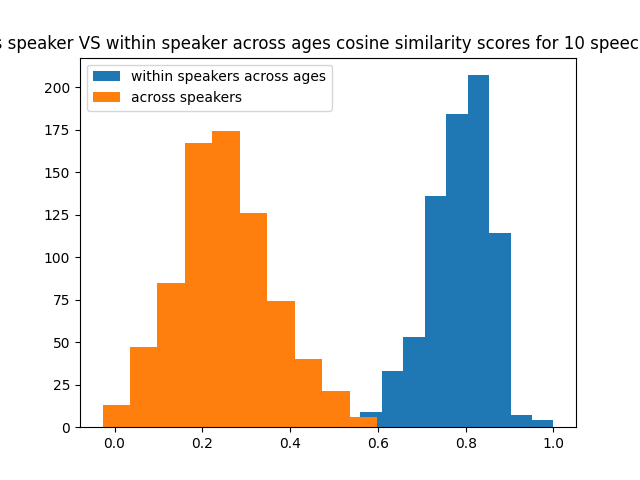 s speaker VS within speaker across ages cosine similarity scores for 10 speec
within speakers across ages
across speakers
200
175
150
125
100
75
50
25
0
0.0 0.2 0.4 0.6 0.8 1.0